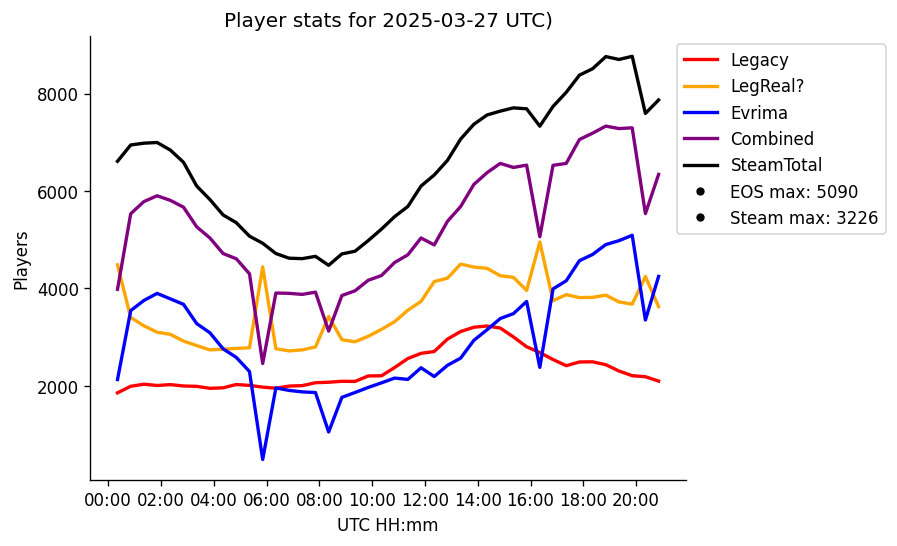 Player stats for 2025-03-27 UTC)
Legacy
LegReal?
Evrima
Combined
SteamTotal
EOS max: 5090
Steam max: 3226
Players
8000
6000
4000
2000
00:00 02:00 04:00 06:00 08:00 10:00 12:00 14:00 16:00 18:00 20:00
UTC HH:mm